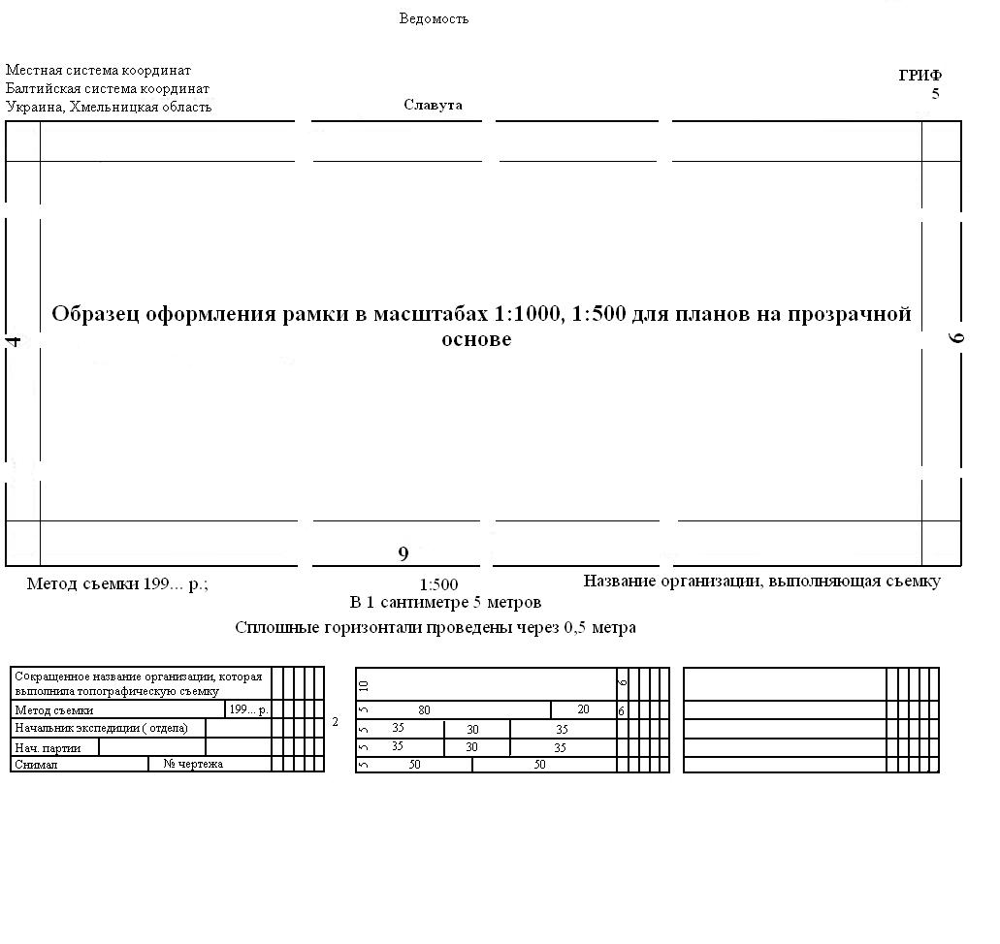 Ведомость
Местная система координат
Балтийская система координат
Украина, Хмельницкая область
Славута
ГРИФ
5
Образец оформления рамки в масштабах 1:1000, 1:500 для планов на прозрачной
основе
4
6
9
Метод съемки 199... р.;
1:500
Название организации, выполняющая съемку
В 1 сантиметре 5 метров
Сплошные горизонтали проведены через 0,5 метра
Сокращенное название организации, которая
выполнила топографическую съемку
Метод съемки 199... р.
Начальник экспедиции ( отдела)
Нач. партии
Снимал № чертежа
2
10 6
5 80 20 6
5 35 30 35
5 35 30 35
5 50 50